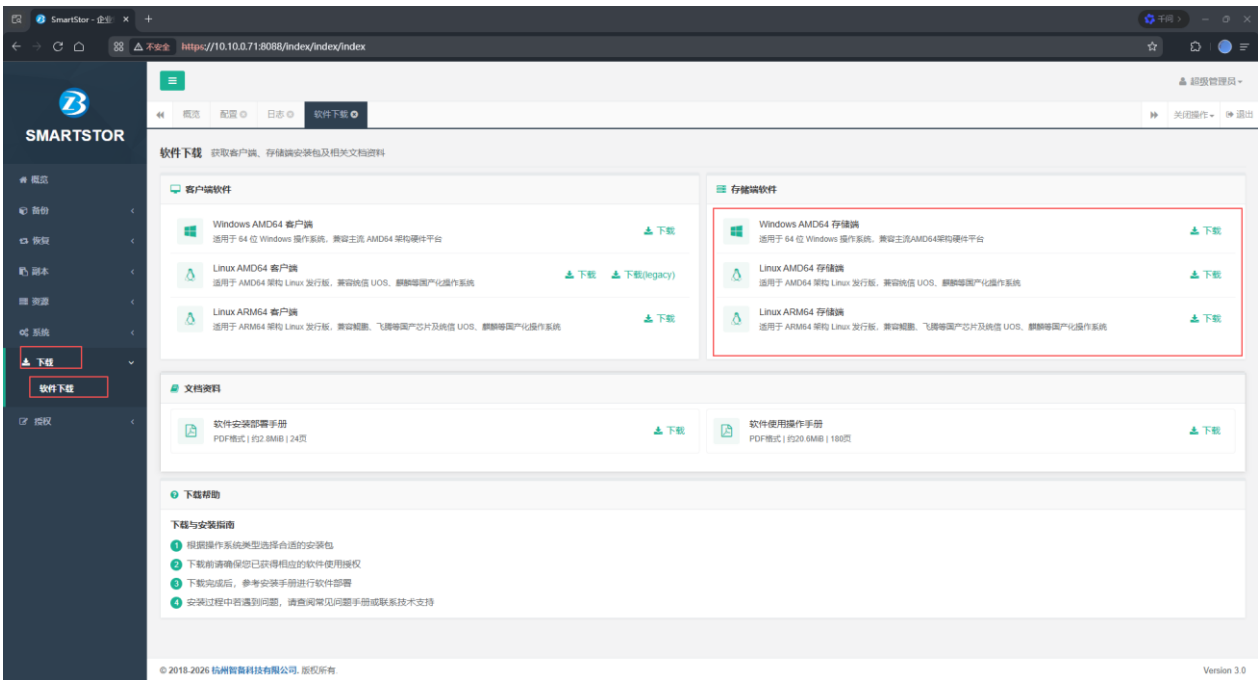 SmartStor - 企业
千问
不安全 https://10.10.0.71:8088/index/index/index
SMARTSTOR
概览
备份
恢复
副本
资源
系统
下载
软件下载
授权
超级管理员
概览 配置 日志 软件下载 关闭操作 退出
软件下载 获取客户端、存储端安装包及相关文档资料
客户端软件
Windows AMD64 客户端 下载
适用于 64 位 Windows 操作系统，兼容主流 AMD64 架构硬件平台
Linux AMD64 客户端 下载 下载(legacy)
适用于 AMD64 架构 Linux 发行版，兼容统信 UOS、麒麟等国产化操作系统
Linux ARM64 客户端 下载
适用于 ARM64 架构 Linux 发行版，兼容鲲鹏、飞腾等国产芯片及统信 UOS、麒麟等国产化操作系统
存储端软件
Windows AMD64 存储端 下载
适用于 64 位 Windows 操作系统，兼容主流AMD64架构硬件平台
Linux AMD64 存储端 下载
适用于 AMD64 架构 Linux 发行版，兼容统信 UOS、麒麟等国产化操作系统
Linux ARM64 存储端 下载
适用于 ARM64 架构 Linux 发行版，兼容鲲鹏、飞腾等国产芯片及统信 UOS、麒麟等国产化操作系统
文档资料
软件安装部署手册 下载
PDF格式 | 约2.8MiB | 24页
软件使用操作手册 下载
PDF格式 | 约20.6MiB | 180页
下载帮助
下载与安装指南
1 根据操作系统类型选择合适的安装包
2 下载前请确保您已获得相应的软件使用授权
3 下载完成后，参考安装手册进行软件部署
4 安装过程中若遇到问题，请查阅常见问题手册或联系技术支持
© 2018-2026 杭州智备科技有限公司. 版权所有. Version 3.0